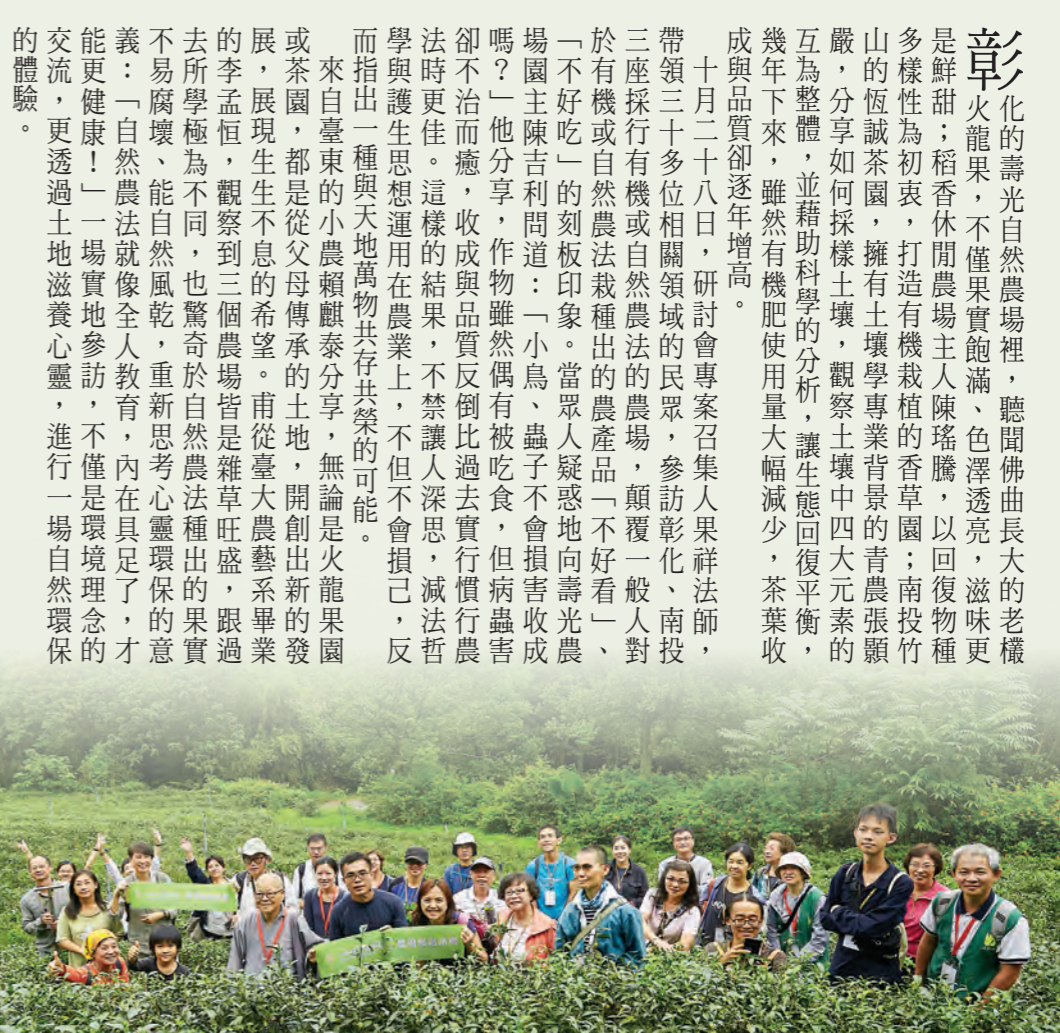 彰化的壽光自然農場裡，聽聞佛曲長大的老欉
火龍果，不僅果實飽滿、色澤透亮，滋味更
是鮮甜；稻香休閒農場主人陳瑤騰，以回復物種
多樣性為初衷，打造有機栽植的香草園；南投竹
山的恆誠茶園，擁有土壤學專業背景的青農張顥
嚴，分享如何採樣土壤，觀察土壤中四大元素的
互為整體，並藉助科學的分析，讓生態回復平衡，
幾年下來，雖然有機肥使用量大幅減少，茶葉收
成與品質卻逐年增高。
十月二十八日，研討會專案召集人果祥法師，
帶領三十多位相關領域的民眾，參訪彰化、南投
三座採行有機或自然農法的農場，顛覆一般人對
於有機或自然農法栽種出的農產品「不好看」、
「不好吃」的刻板印象。當眾人疑惑地向壽光農
場園主陳吉利問道：「小鳥、蟲子不會損害收成
嗎？」他分享，作物雖然偶有被吃食，但病蟲害
卻不治而癒，收成與品質反倒比過去實行慣行農
法時更佳。這樣的結果，不禁讓人深思，減法哲
學與護生思想運用在農業上，不但不會損己，反
而指出一種與天地萬物共存共榮的可能。
來自臺東的小農賴麒泰分享，無論是火龍果園
或茶園，都是從父母傳承的土地，開創出新的發
展，展現生生不息的希望。甫從臺大農藝系畢業
的李孟恒，觀察到三個農場皆是雜草旺盛，跟過
去所學極為不同，也驚奇於自然農法種出的果實
不易腐壞、能自然風乾，重新思考心靈環保的意
義：「自然農法就像全人教育，內在具足了，才
能更健康！」一場實地參訪，不僅是環境理念的
交流，更透過土地滋養心靈，進行一場自然環保
的體驗。